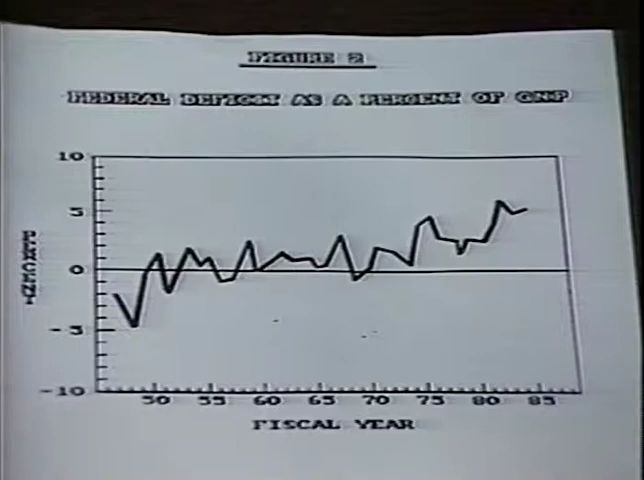 FIGURE 2
FEDERAL DEFICIT AS A PERCENT OF GNP
10
5
0
-5
-10
PERCENT
50 55 60 65 70 75 80 85
FISCAL YEAR